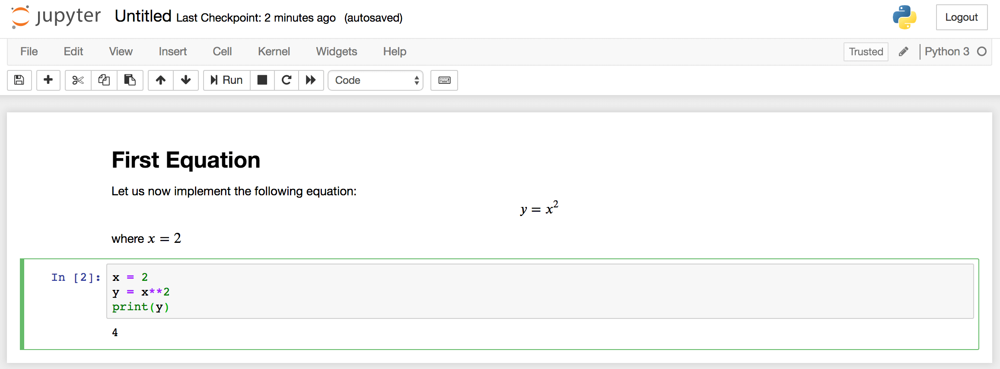 jupyter Untitled Last Checkpoint: 2 minutes ago (autosaved) Logout
File Edit View Insert Cell Kernel Widgets Help Trusted Python 3
Run Code
First Equation
Let us now implement the following equation:
y = x²
where x = 2
In [2]: x = 2
y = x**2
print(y)
4